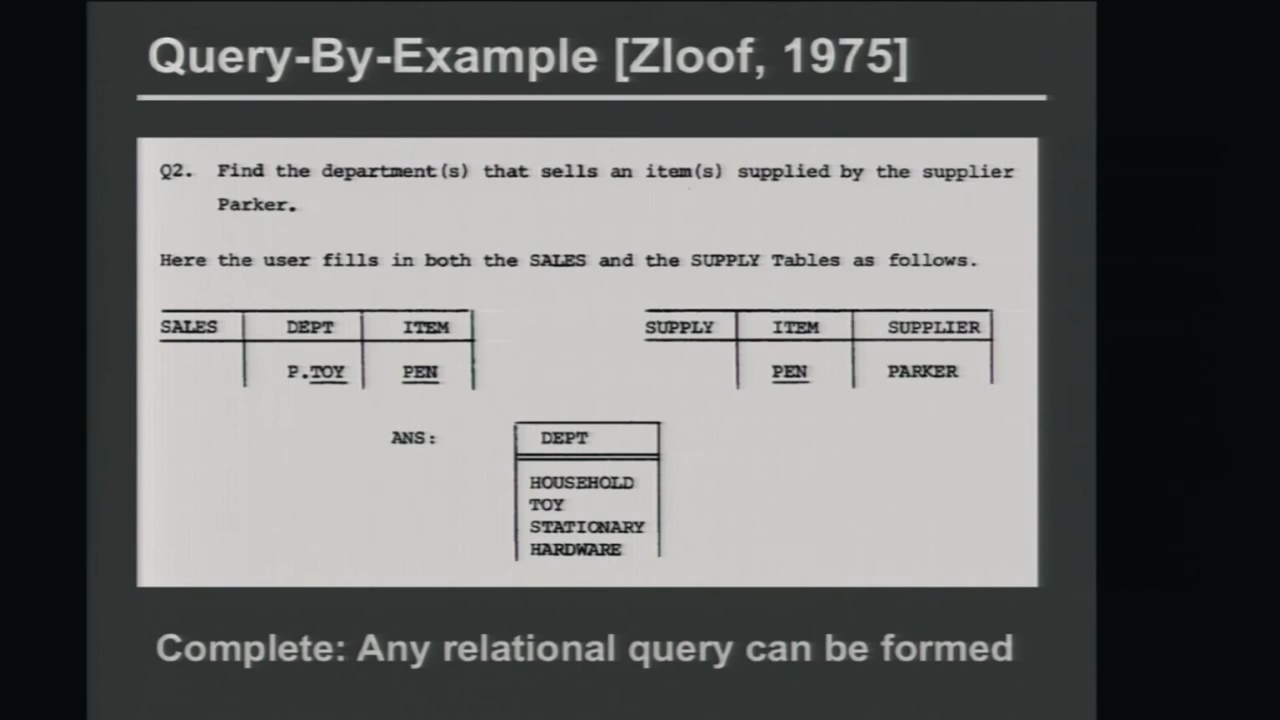 Query-By-Example [Zloof, 1975]
Q2. Find the department(s) that sells an item(s) supplied by the supplier
Parker.
Here the user fills in both the SALES and the SUPPLY Tables as follows.
SALES DEPT ITEM SUPPLY ITEM SUPPLIER
P.TOY PEN PEN PARKER
ANS: DEPT
HOUSEHOLD
TOY
STATIONARY
HARDWARE
Complete: Any relational query can be formed